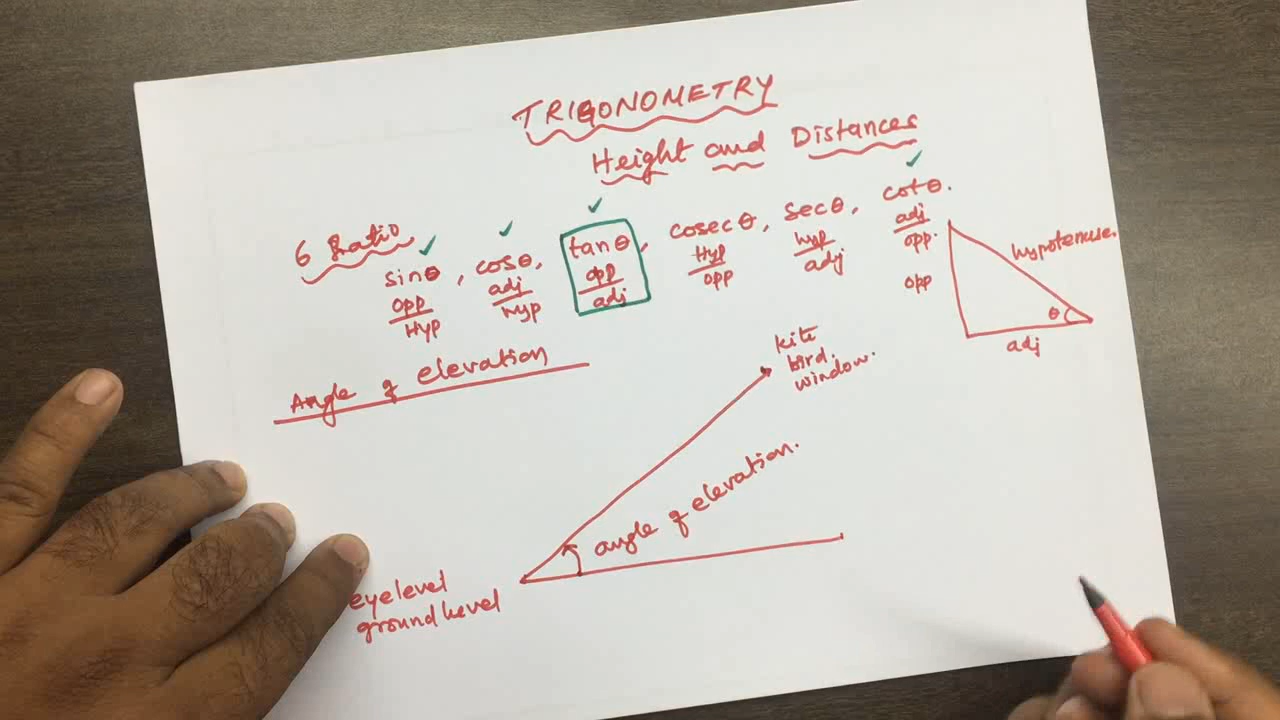 TRIGONOMETRY
Height and Distances
6 Ratio
sinθ, cosθ, tanθ, cosecθ, secθ, cotθ.
opp/Hyp adj/hyp opp/adj Hyp/opp hyp/adj adj/opp.
hypotenuse.
opp
θ
adj
Angle of elevation
kite
bird.
window.
angle of elevation.
eyelevel
ground level